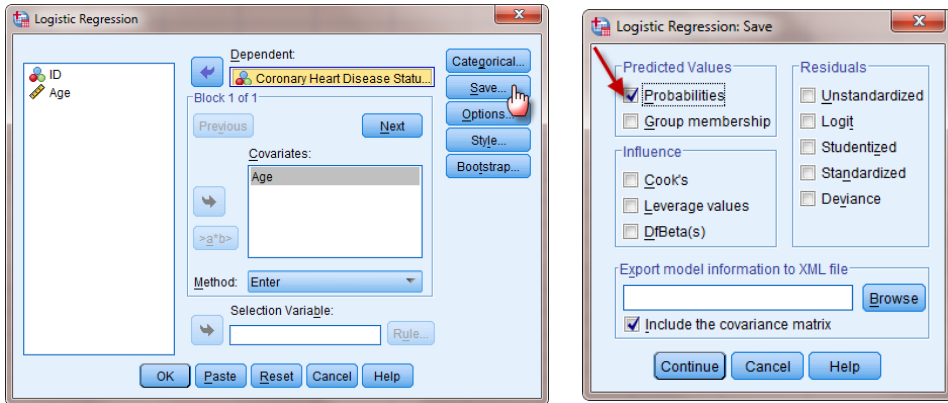 Logistic Regression
ID
Age
Dependent:
Coronary Heart Disease Statu...
Block 1 of 1
Previous
Next
Covariates:
Age
>a*b>
Method: Enter
Selection Variable:
Rule...
Categorical...
Save...
Options...
Style...
Bootstrap...
OK Paste Reset Cancel Help
Logistic Regression: Save
Predicted Values
Probabilities
Group membership
Influence
Cook's
Leverage values
DfBeta(s)
Residuals
Unstandardized
Logit
Studentized
Standardized
Deviance
Export model information to XML file
Browse
Include the covariance matrix
Continue Cancel Help